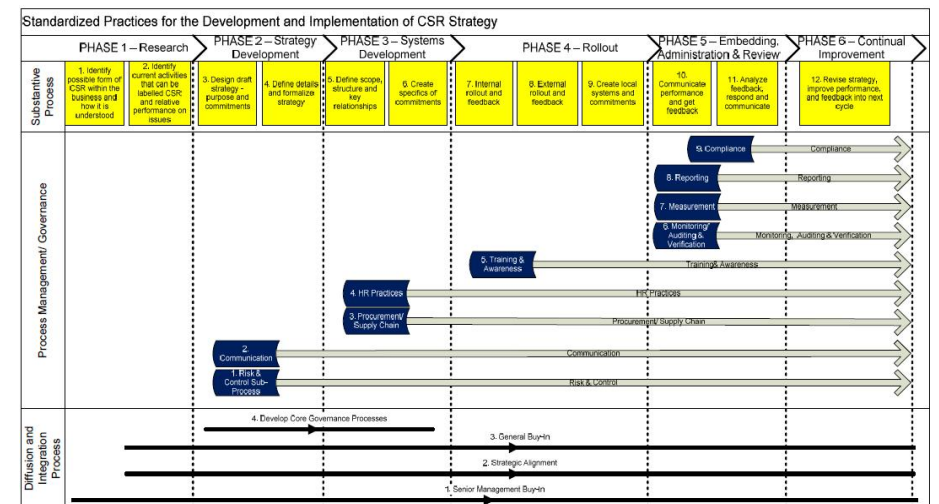 Standardized Practices for the Development and Implementation of CSR Strategy
PHASE 1 – Research
PHASE 2 – Strategy
Development
PHASE 3 – Systems
Development
PHASE 4 – Rollout
PHASE 5 – Embedding,
Administration & Review
PHASE 6 – Continual
Improvement
Substantive
Process
1. Identify
possible form of
CSR within the
business and
how it is
understood
2. Identify
current activities
that can be
labelled CSR
and relative
performance on
issues
3. Design draft
strategy -
purpose and
commitments
4. Define details
and formalize
strategy
5. Define scope,
structure and
key
relationships
6. Create
specifics of
commitments
7. Internal
rollout and
feedback
8. External
rollout and
feedback
9. Create local
systems and
commitments
10.
Communicate
performance
and get
feedback
11. Analyze
feedback,
respond and
communicate
12. Revise strategy,
improve performance,
and feedback into next
cycle
Process Management/ Governance
9. Compliance
Compliance
8. Reporting
Reporting
7. Measurement
Measurement
6. Monitoring/
Auditing &
Verification
Monitoring, Auditing & Verification
5. Training &
Awareness
Training& Awareness
4. HR Practices
HR Practices
3. Procurement/
Supply Chain
Procurement/ Supply Chain
2.
Communication
Communication
1. Risk &
Control Sub-
Process
Risk & Control
Diffusion and
Integration
Process
4. Develop Core Governance Processes
3. General Buy-In
2. Strategic Alignment
1. Senior Management Buy-In